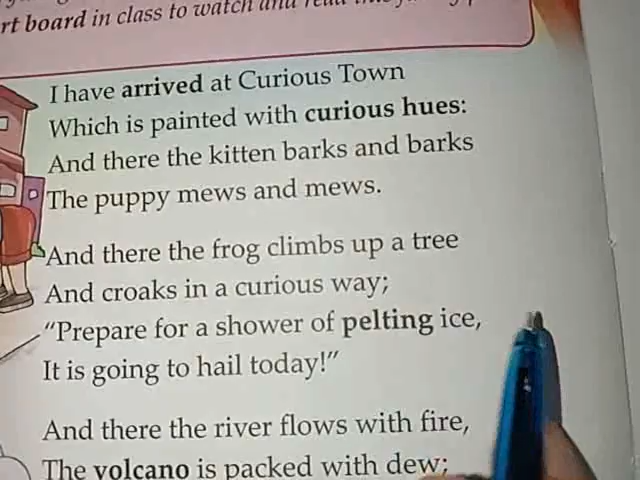 rt board in class to watch and read this
I have arrived at Curious Town
Which is painted with curious hues:
And there the kitten barks and barks
The puppy mews and mews.
And there the frog climbs up a tree
And croaks in a curious way;
“Prepare for a shower of pelting ice,
It is going to hail today!”
And there the river flows with fire,
The volcano is packed with dew;